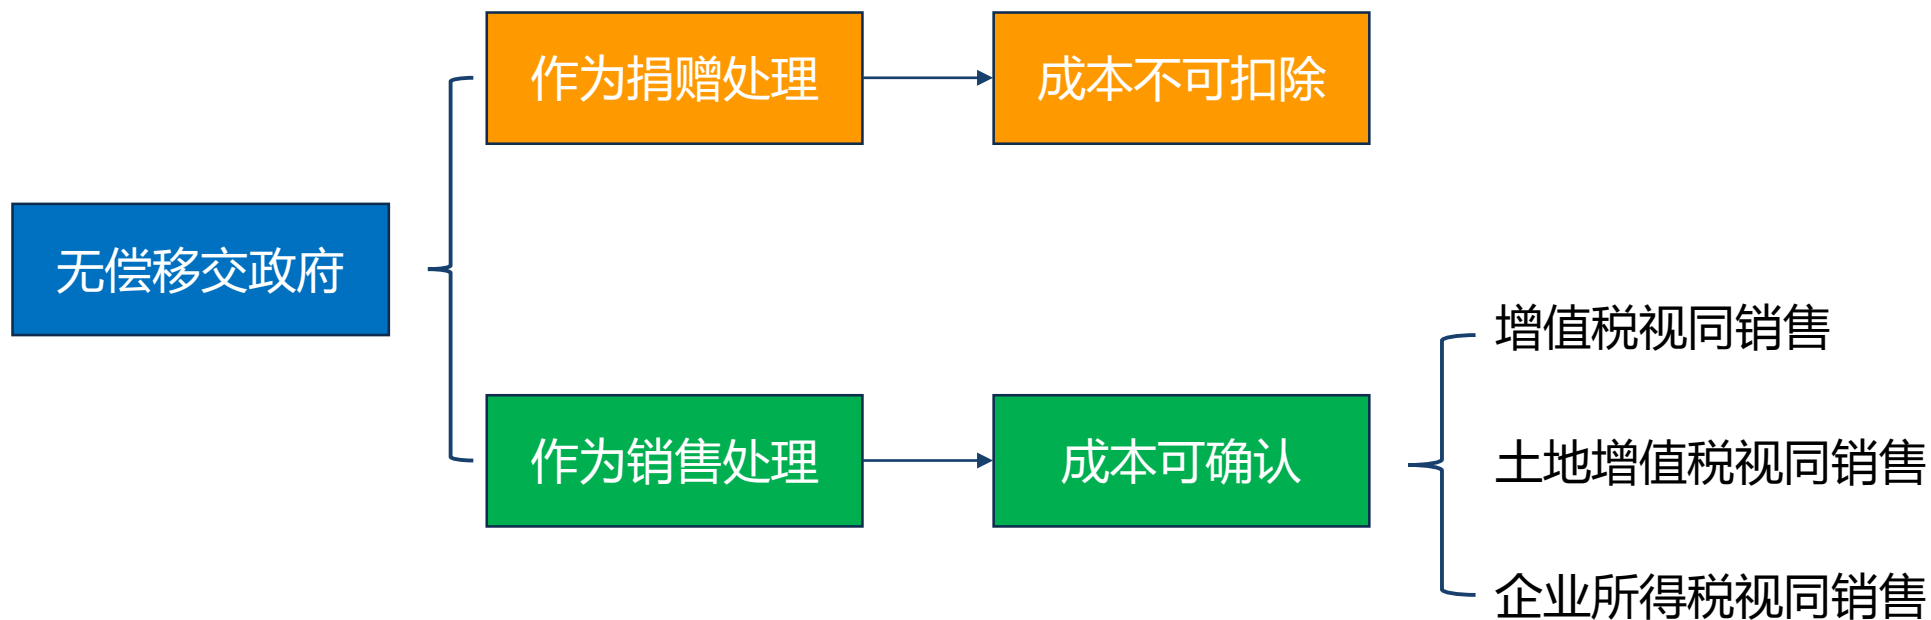 作为捐赠处理
成本不可扣除
无偿移交政府
作为销售处理
成本可确认
增值税视同销售
土地增值税视同销售
企业所得税视同销售